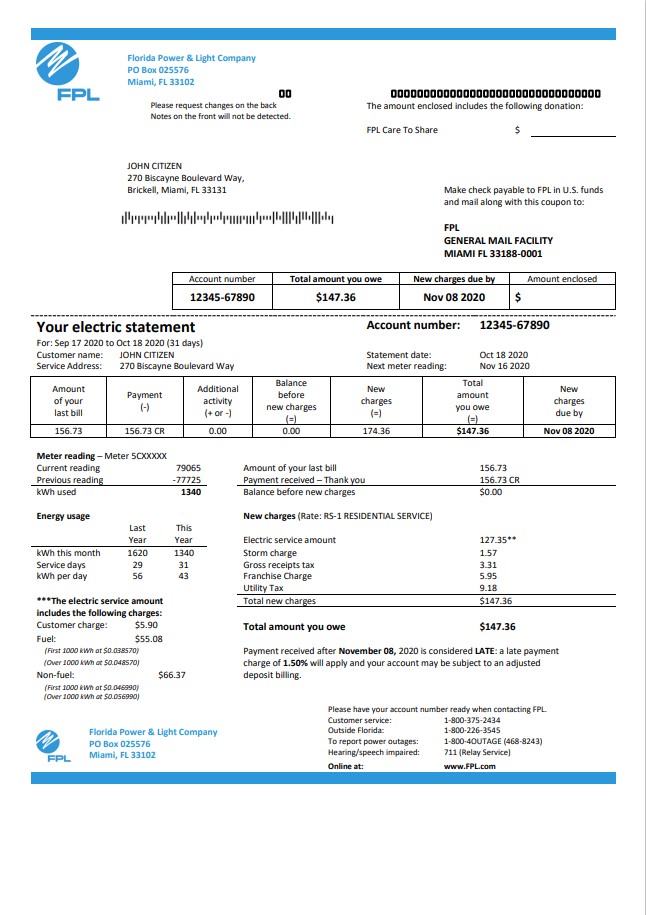 FPL
Florida Power & Light Company
PO Box 025576
Miami, FL 33102
Please request changes on the back
Notes on the front will not be detected.
The amount enclosed includes the following donation:
FPL Care To Share $
JOHN CITIZEN
270 Biscayne Boulevard Way,
Brickell, Miami, FL 33131
Make check payable to FPL in U.S. funds
and mail along with this coupon to:
FPL
GENERAL MAIL FACILITY
MIAMI FL 33188-0001
Account number Total amount you owe New charges due by Amount enclosed
12345-67890 $147.36 Nov 08 2020 $
Your electric statement Account number: 12345-67890
For: Sep 17 2020 to Oct 18 2020 (31 days)
Customer name: JOHN CITIZEN Statement date: Oct 18 2020
Service Address: 270 Biscayne Boulevard Way Next meter reading: Nov 16 2020
Amount of your last bill
Payment (-)
Additional activity (+ or -)
Balance before new charges (=)
New charges (=)
Total amount you owe (=)
New charges due by
156.73 156.73 CR 0.00 0.00 174.36 $147.36 Nov 08 2020
Meter reading – Meter 5CXXXXX
Current reading 79065
Previous reading -77725
kWh used 1340
Amount of your last bill 156.73
Payment received – Thank you 156.73 CR
Balance before new charges $0.00
Energy usage
Last Year This Year
kWh this month 1620 1340
Service days 29 31
kWh per day 56 43
New charges (Rate: RS-1 RESIDENTIAL SERVICE)
Electric service amount 127.35**
Storm charge 1.57
Gross receipts tax 3.31
Franchise Charge 5.95
Utility Tax 9.18
Total new charges $147.36
Total amount you owe $147.36
***The electric service amount
includes the following charges:
Customer charge: $5.90
Fuel: $55.08
(First 1000 kWh at $0.038570)
(Over 1000 kWh at $0.048570)
Non-fuel: $66.37
(First 1000 kWh at $0.046990)
(Over 1000 kWh at $0.056990)
Payment received after November 08, 2020 is considered LATE: a late payment
charge of 1.50% will apply and your account may be subject to an adjusted
deposit billing.
Please have your account number ready when contacting FPL.
Customer service: 1-800-375-2434
Outside Florida: 1-800-226-3545
To report power outages: 1-800-4OUTAGE (468-8243)
Hearing/speech impaired: 711 (Relay Service)
Online at: www.FPL.com
FPL
Florida Power & Light Company
PO Box 025576
Miami, FL 33102